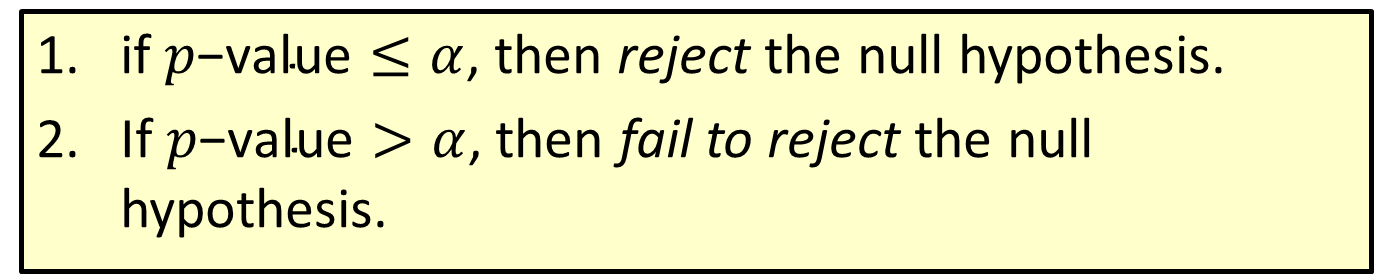 1. if 𝑝−value ≤ 𝛼, then reject the null hypothesis.
2. If 𝑝−value > 𝛼, then fail to reject the null
hypothesis.